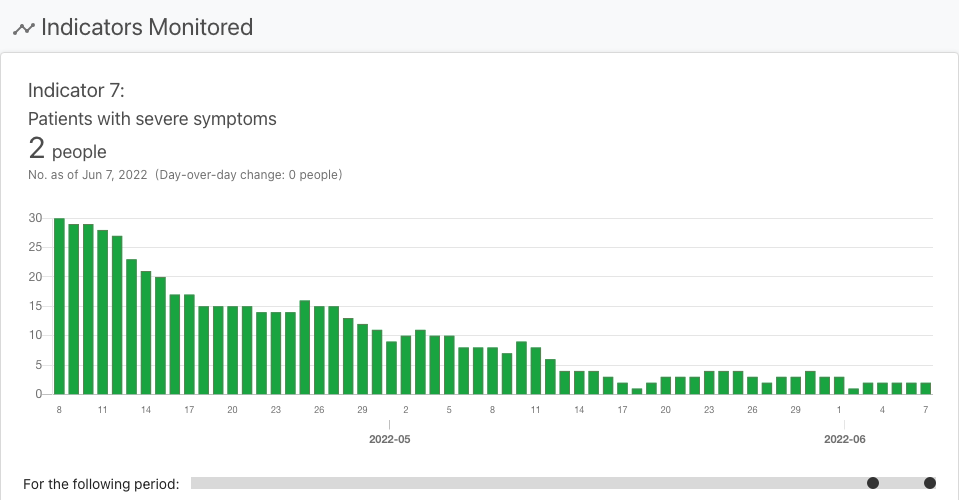 Indicators Monitored
Indicator 7:
Patients with severe symptoms
2 people
No. as of Jun 7, 2022 (Day-over-day change: 0 people)
30
25
20
15
10
5
0
8 11 14 17 20 23 26 29 2 5 8 11 14 17 20 23 26 29 1 4 7
2022-05 2022-06
For the following period: